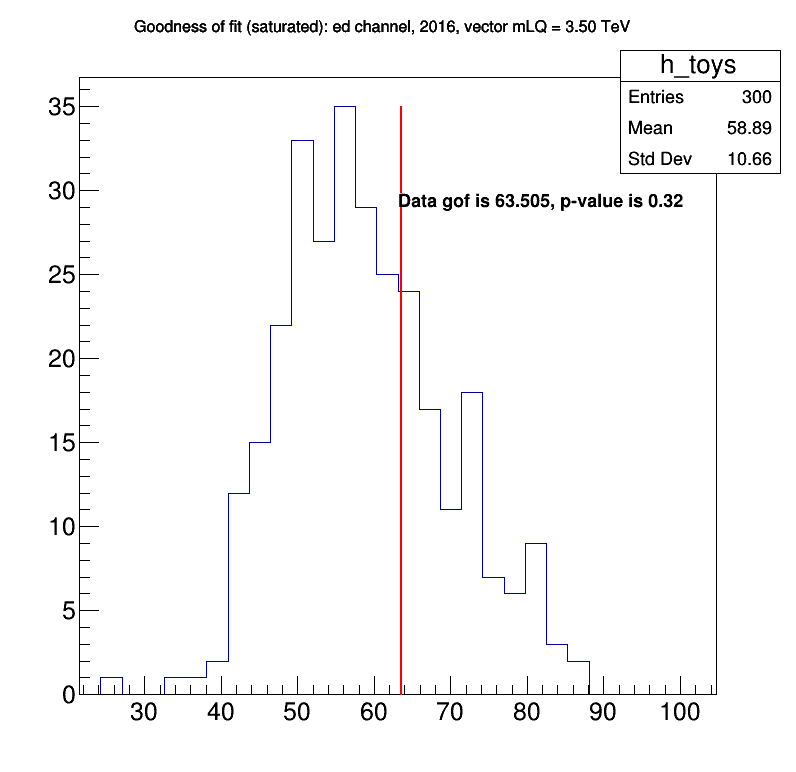 Goodness of fit (saturated): ed channel, 2016, vector mLQ = 3.50 TeV
h_toys
Entries 300
Mean 58.89
Std Dev 10.66
Data gof is 63.505, p-value is 0.32
35
30
25
20
15
10
5
0
30 40 50 60 70 80 90 100